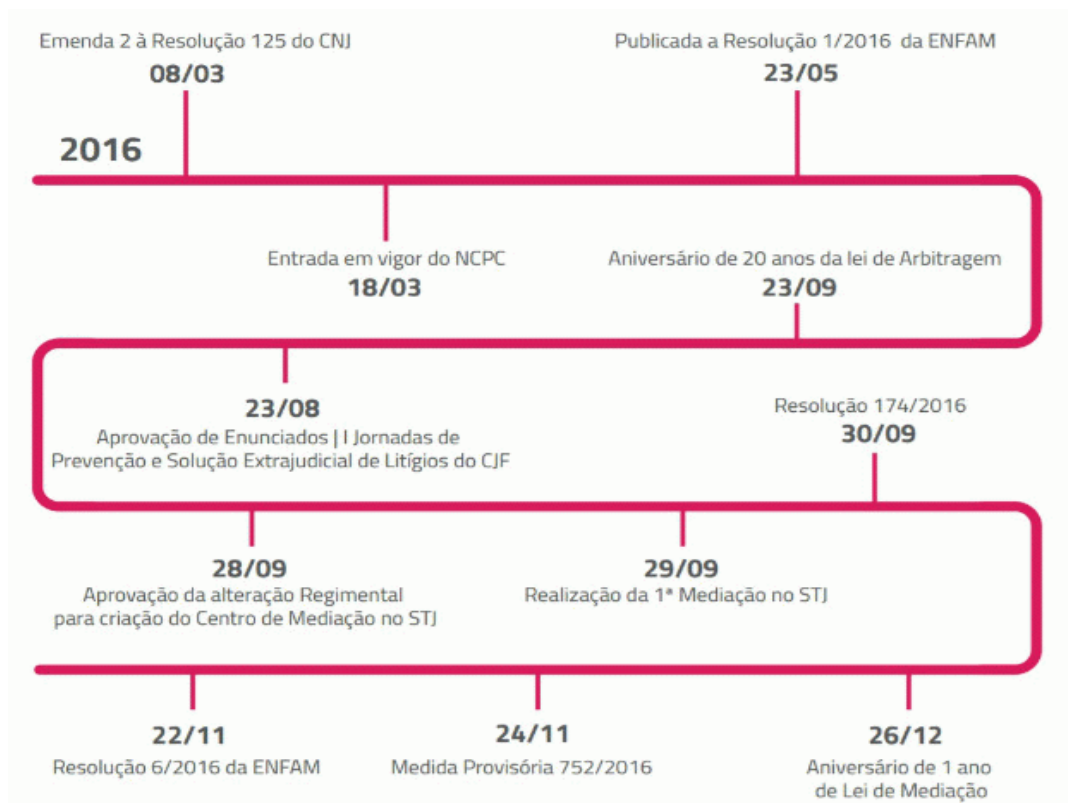 Emenda 2 à Resolução 125 do CNJ
08/03
Publicada a Resolução 1/2016 da ENFAM
23/05
2016
Entrada em vigor do NCPC
18/03
Aniversário de 20 anos da lei de Arbitragem
23/09
23/08
Aprovação de Enunciados | I Jornadas de
Prevenção e Solução Extrajudicial de Litígios do CJF
Resolução 174/2016
30/09
28/09
Aprovação da alteração Regimental
para criação do Centro de Mediação no STJ
29/09
Realização da 1ª Mediação no STJ
22/11
Resolução 6/2016 da ENFAM
24/11
Medida Provisória 752/2016
26/12
Aniversário de 1 ano
de Lei de Mediação